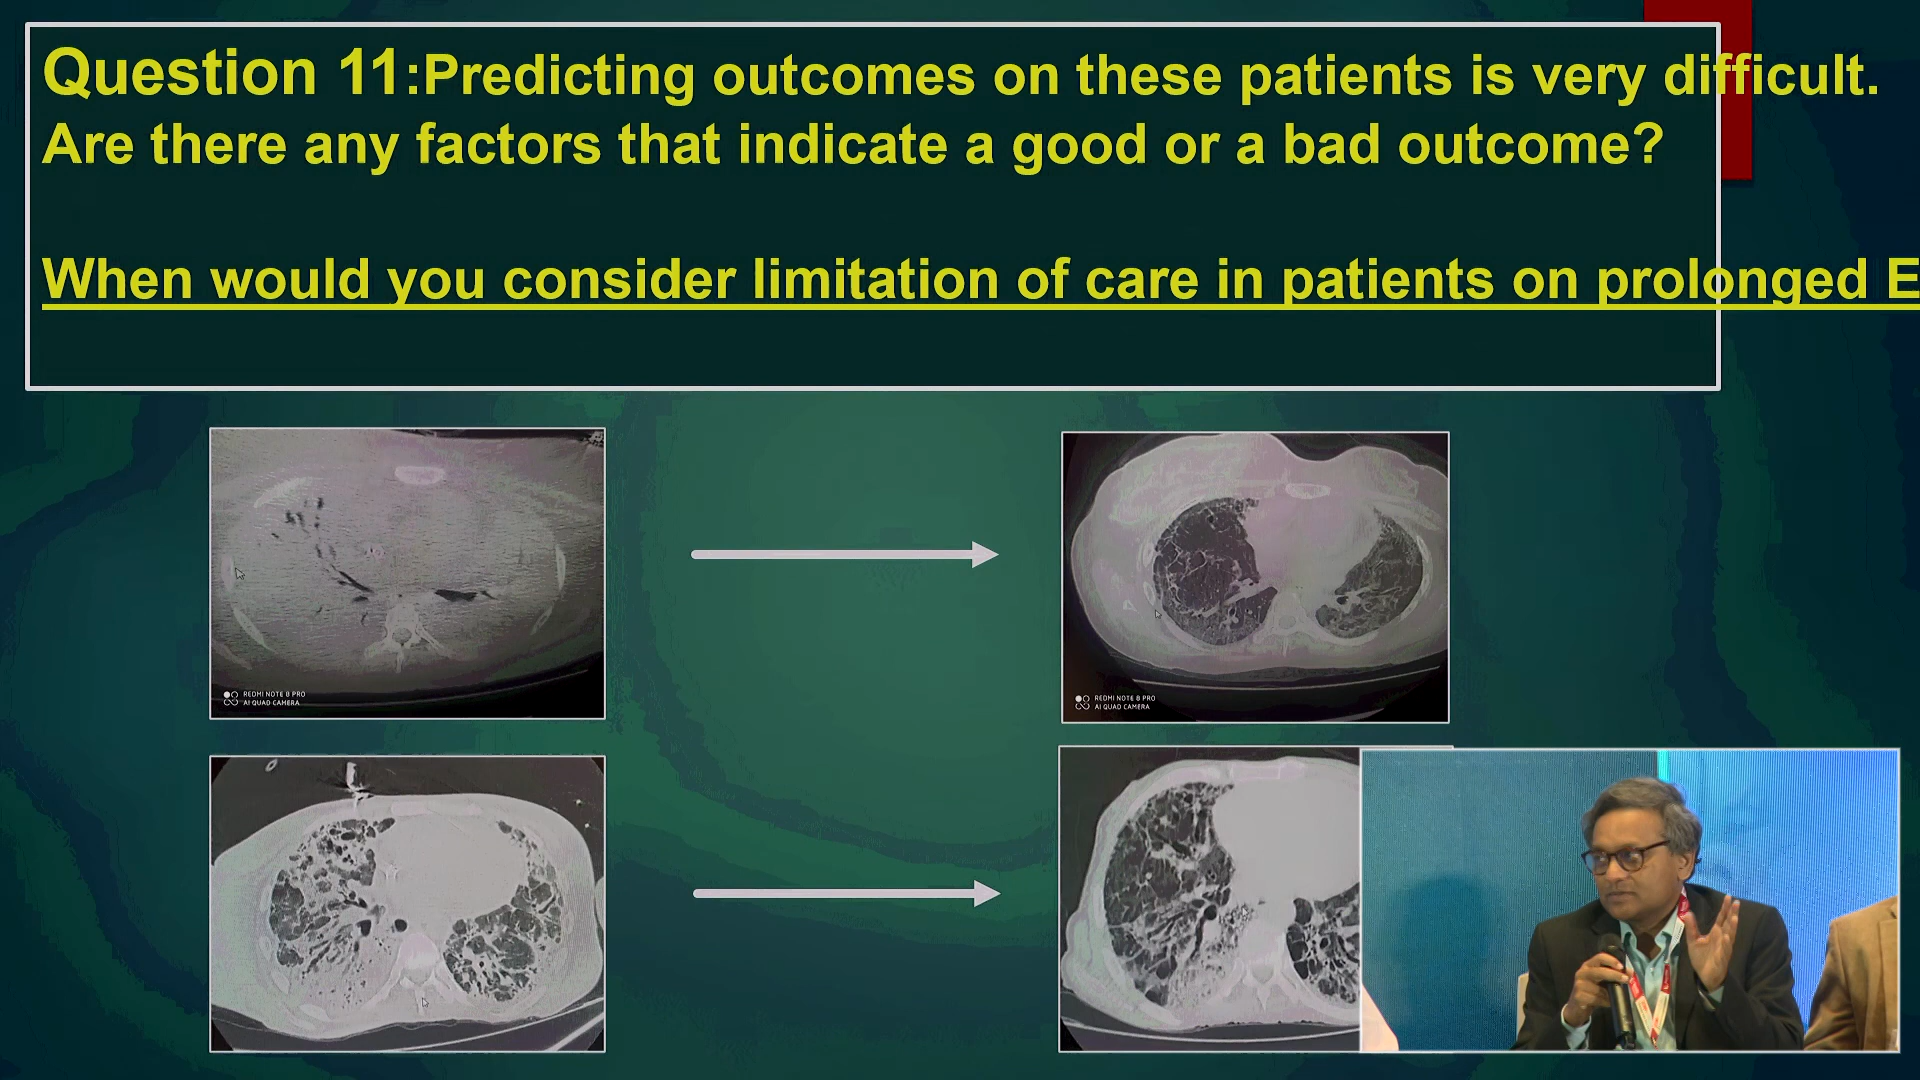 Question 11:Predicting outcomes on these patients is very difficult.
Are there any factors that indicate a good or a bad outcome?
When would you consider limitation of care in patients on prolonged E
REDMI NOTE 8 PRO
AI QUAD CAMERA
REDMI NOTE 8 PRO
AI QUAD CAMERA